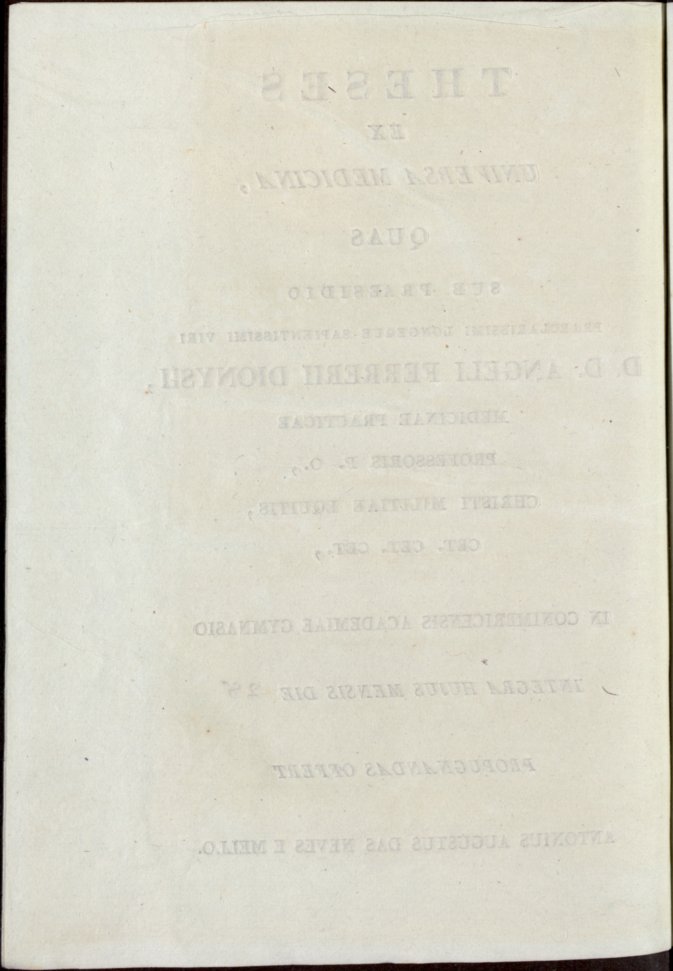 THESES
EX
UNIVERSA MEDICINA,
QUAS
SUB PRAESIDIO
PRAECLARISSIMI LONGEQUE SAPIENTISSIMI VIRI
D. D. ANGELI FERRERII DIONYSII,
MEDICINAE PRACTICAE
PROFESSORIS P. O.,
CHRISTI MILITIAE EQUITIS,
CET. CET. CET.,
IN CONIMBRICENSIS ACADEMIAE GYMNASIO
INTEGRA HUJUS MENSIS DIE 28
PROPUGNANDAS OFFERT
ANTONIUS AUGUSTUS DAS NEVES E MELLO.